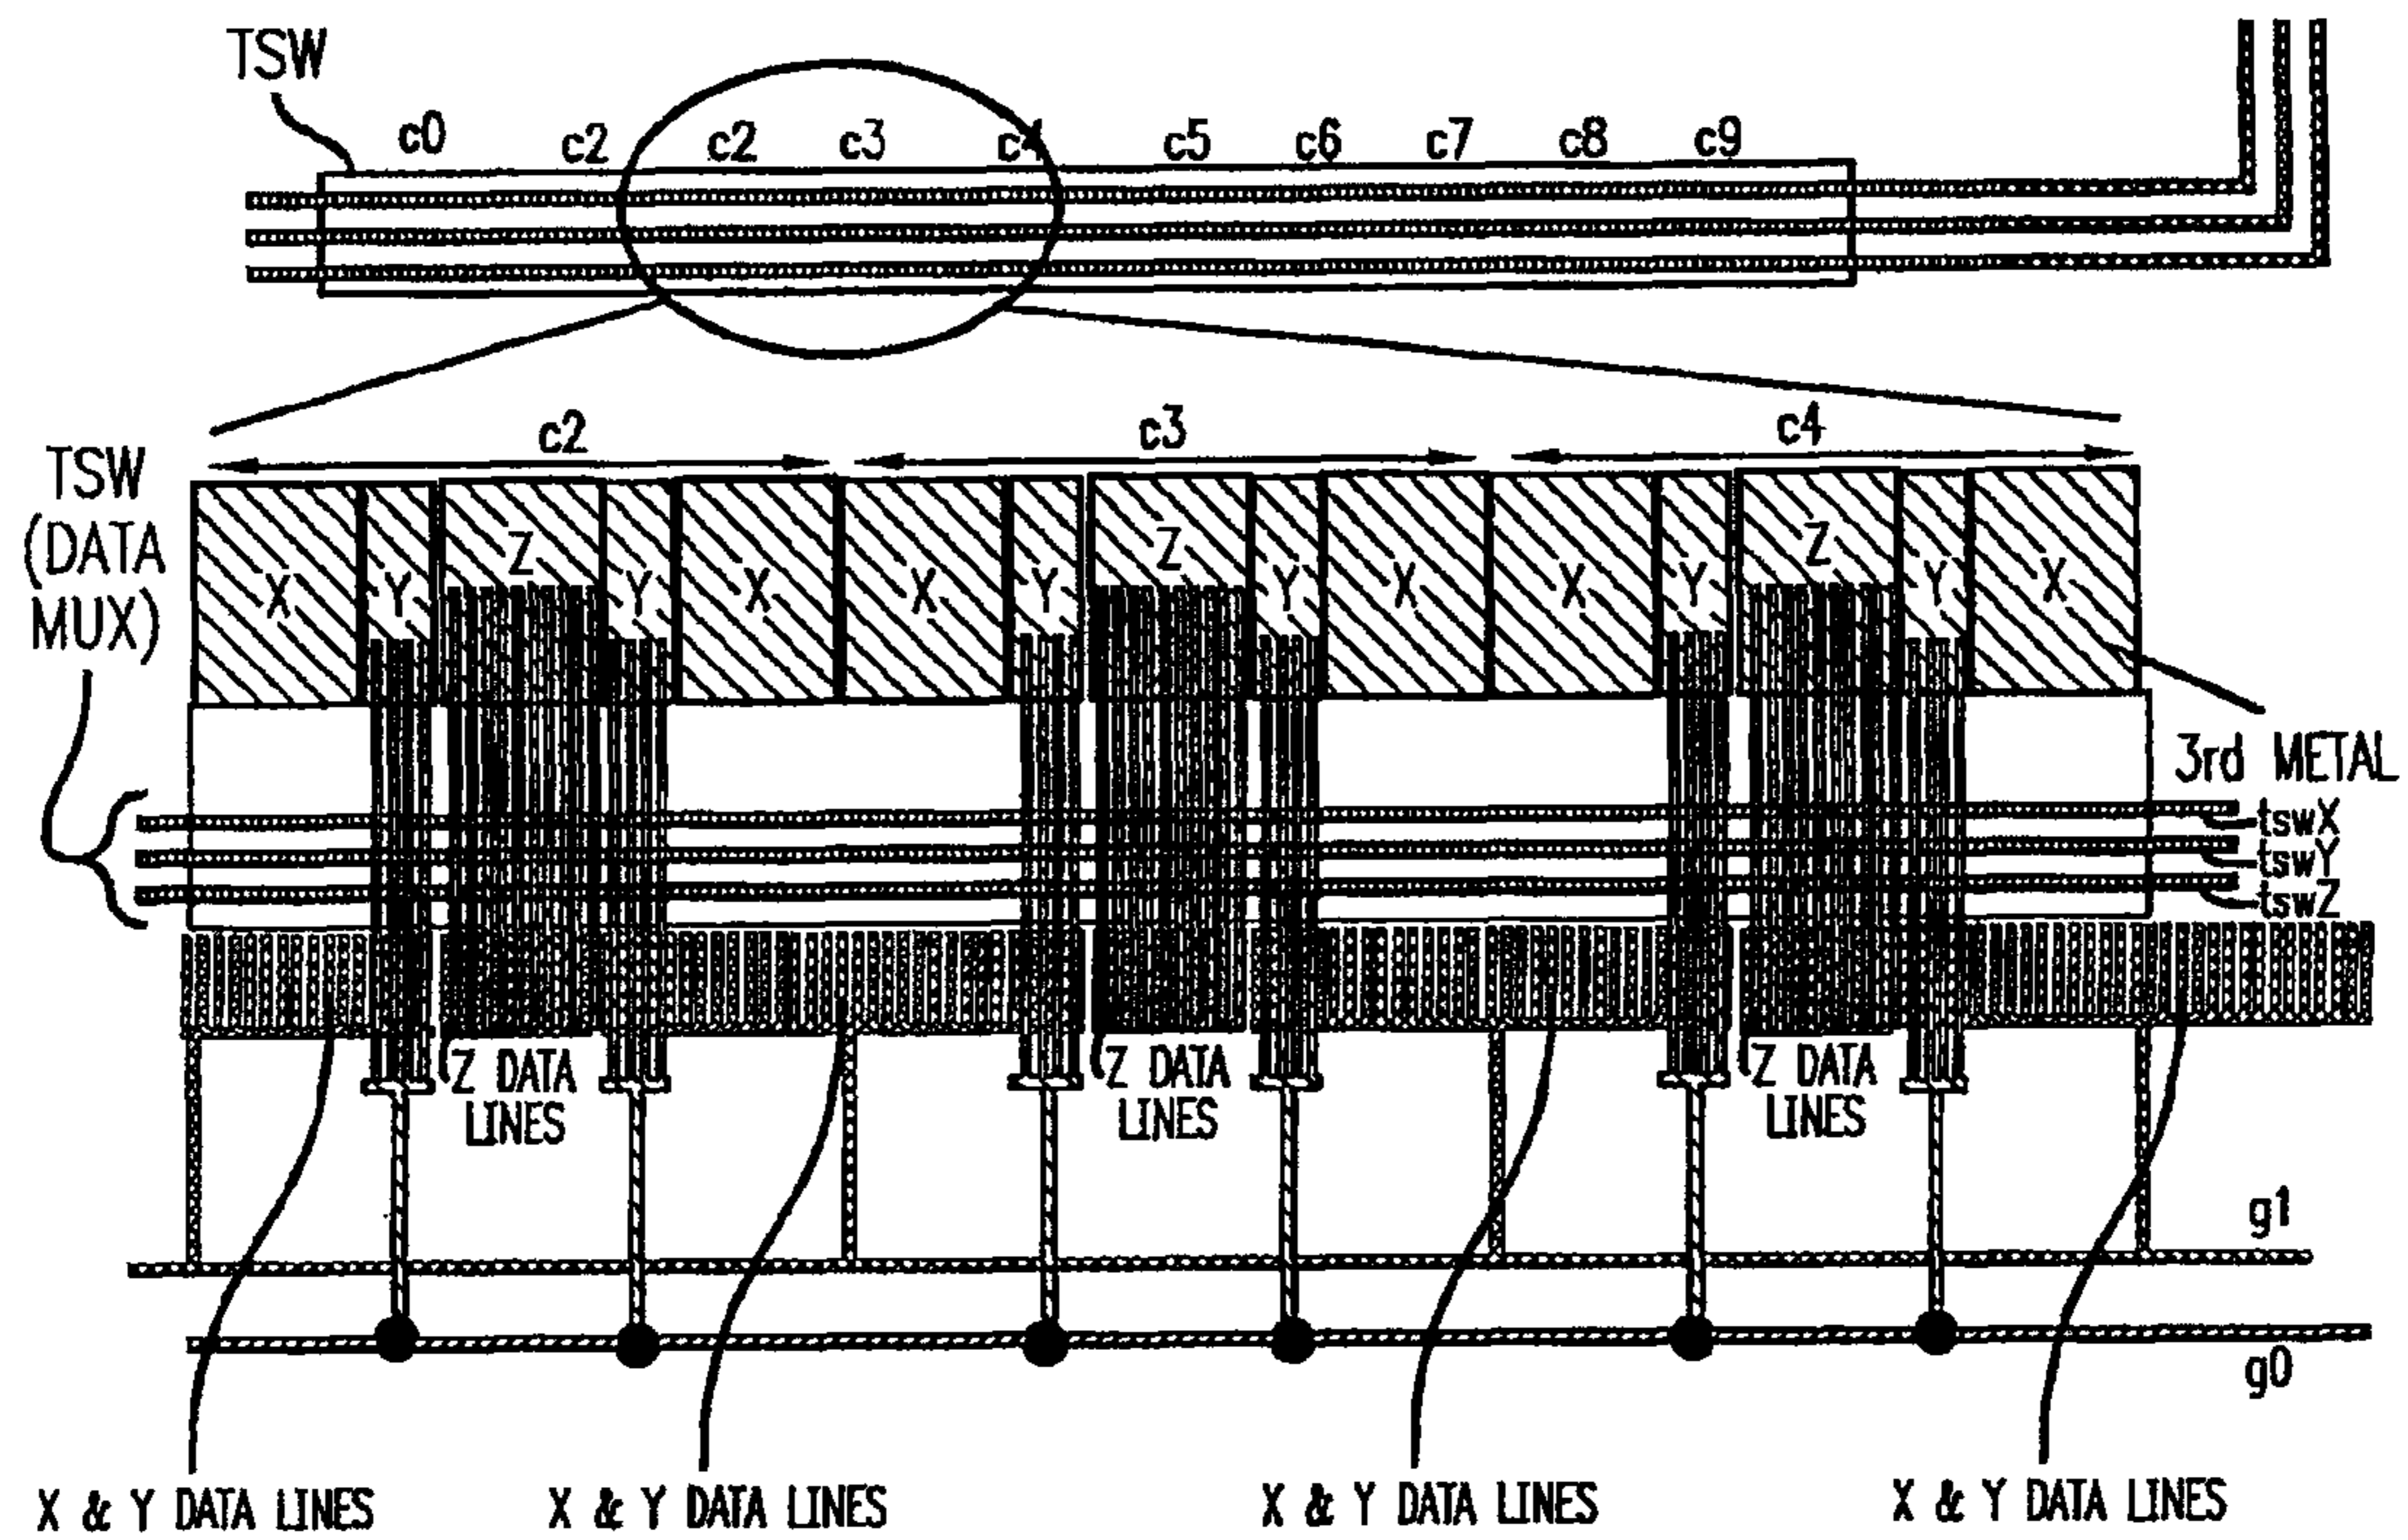 TSW
c0 c2 c2 c3 c4 c5 c6 c7 c8 c9
c2 c3 c4
TSW
(DATA
MUX)
X Y Z Y X X Y Z Y X X Y Z Y X
3rd METAL
tswX
tswY
tswZ
Z DATA
LINES
Z DATA
LINES
Z DATA
LINES
g1
g0
X & Y DATA LINES
X & Y DATA LINES
X & Y DATA LINES
X & Y DATA LINES